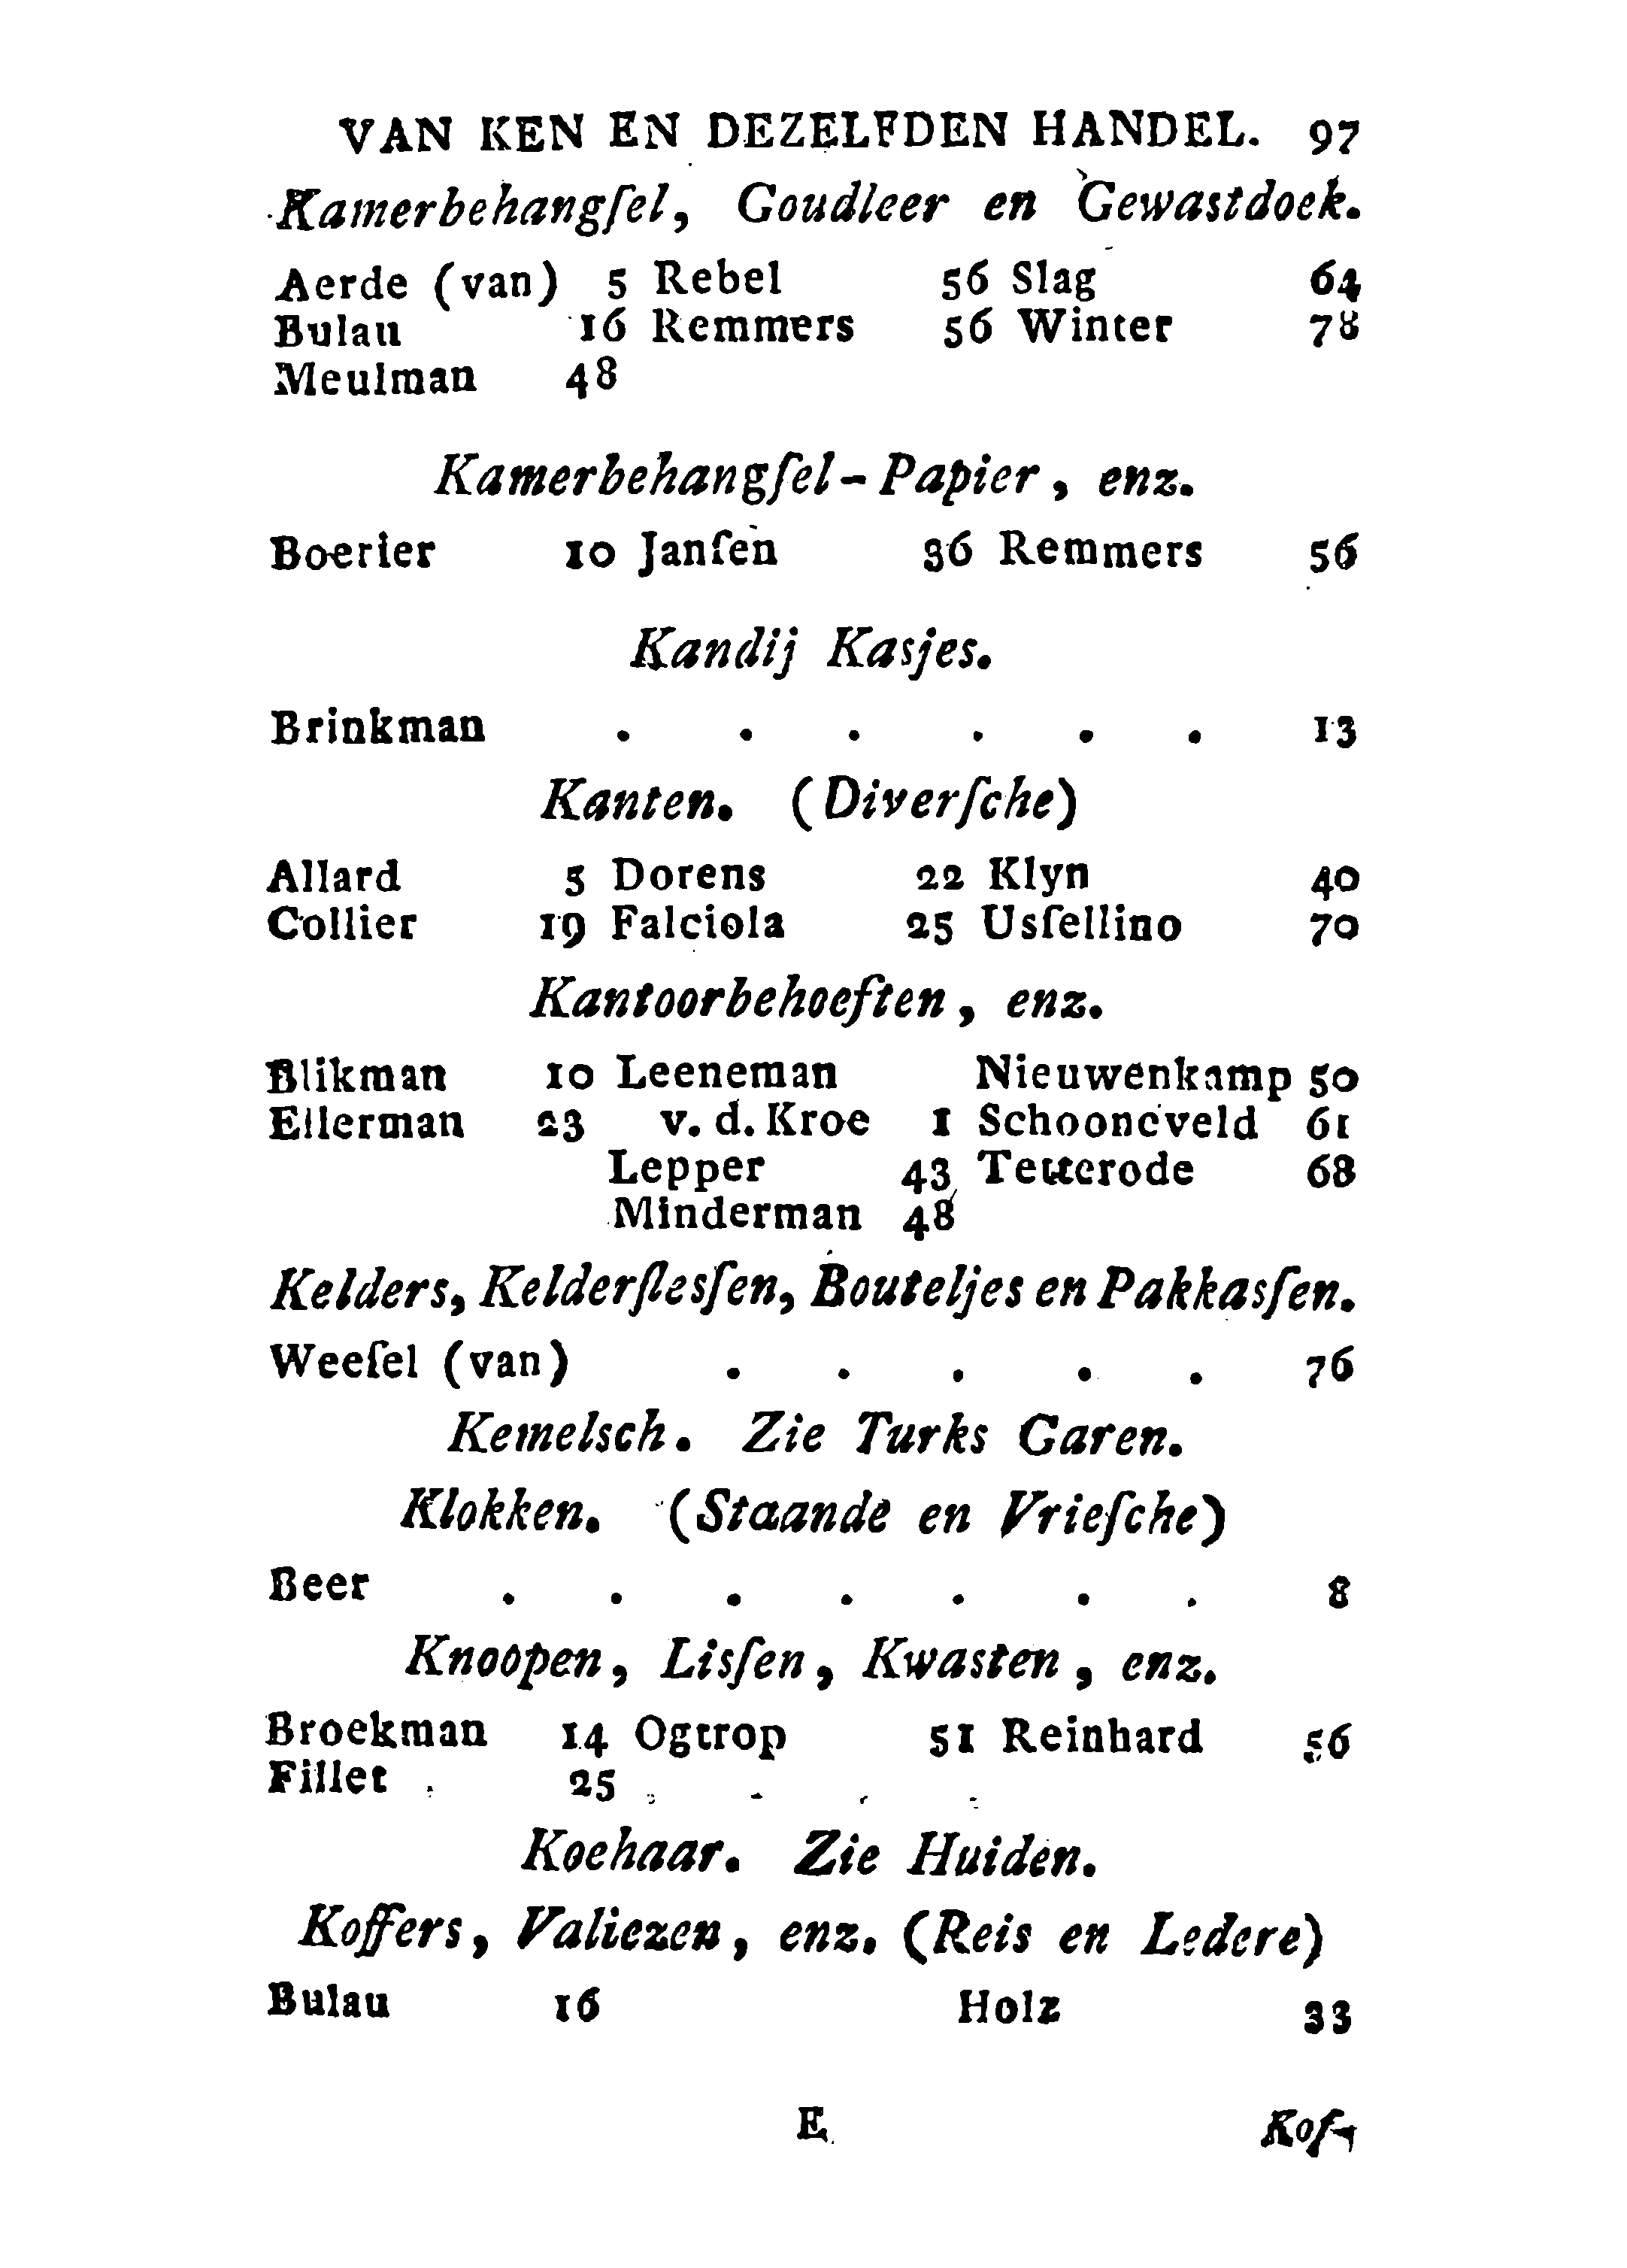 VAN KEN EN DEZELFDEN HANDEL. 97
Kamerbehangſel, Goudleer en Gewastdoek.
Aerde (van) 5 Rebel 56 Slag 64
Bulau 16 Remmers 56 Winter 78
Meulman 48
Kamerbehangſel-Papier, enz.
Boerier 10 Janſen 36 Remmers 56
Kandij Kasjes.
Brinkman . . . . . . 13
Kanten. (Diverſche)
Allard 5 Dorens 22 Klyn 40
Collier 19 Falciola 25 Usſellino 70
Kantoorbehoeften, enz.
Blikman 10 Leeneman Nieuwenkamp 50
Ellerman 23 v. d. Kroe 1 Schooneveld 61
Lepper 43 Tetterode 68
Minderman 48
Kelders, Kelderflesſen, Bouteljes en Pakkasſen.
Weeſel (van) . . . . . 76
Kemelsch. Zie Turks Garen.
Klokken. (Staande en Vrieſche)
Beer . . . . . . . 8
Knoopen, Lisſen, Kwasten, enz.
Broekman 14 Ogtrop 51 Reinhard 56
Fillet 25
Koehaar. Zie Huiden.
Koffers, Valiezen, enz. (Reis en Ledere)
Bulau 16 Holz 33
E Kof-